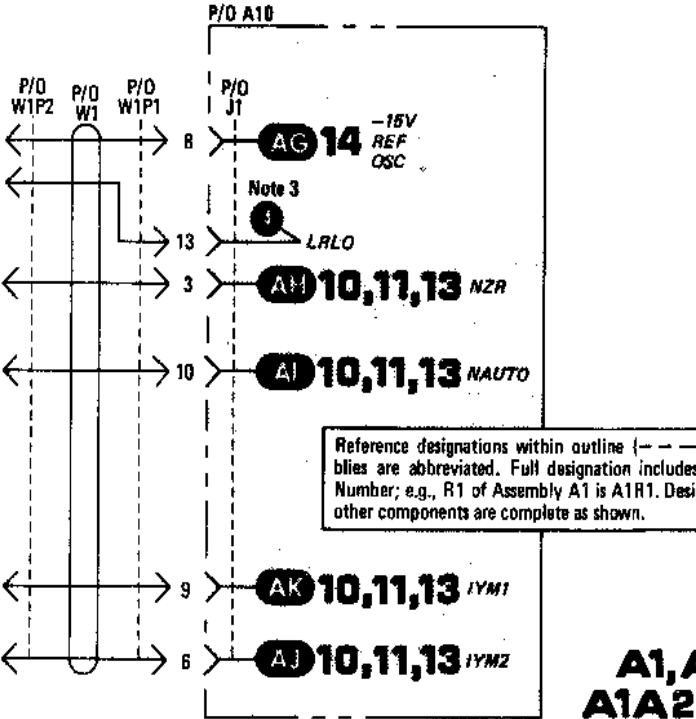 P/O A10
P/O W1P2
P/O W1
P/O W1P1
P/O J1
8 AG 14 -15V REF OSC
Note 3
13 LRLO
3 AH 10,11,13 NZR
10 AI 10,11,13 NAUTO
Reference designations within outline (— — —
blies are abbreviated. Full designation includes
Number; e.g., R1 of Assembly A1 is A1R1. Desi
other components are complete as shown.
9 AK 10,11,13 IYM1
6 AJ 10,11,13 IYM2
A1,A
A1A2